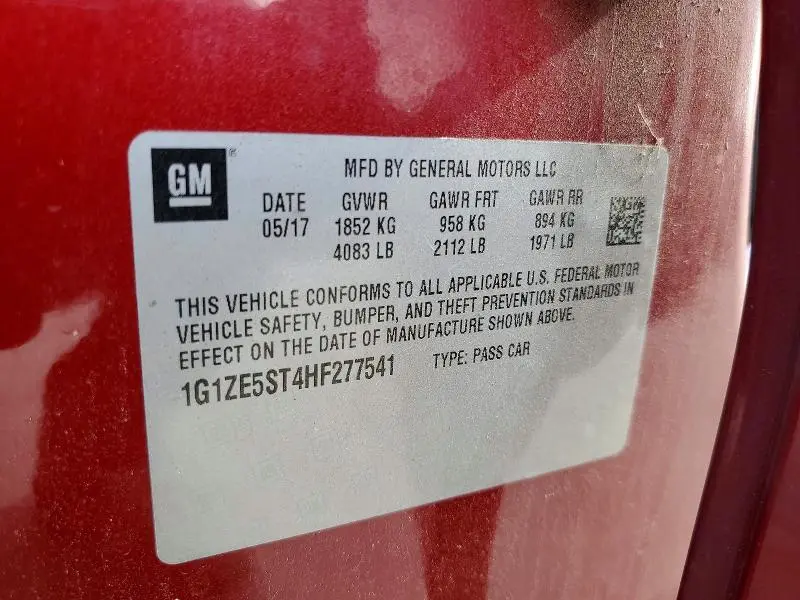 GM®
MFD BY GENERAL MOTORS LLC
DATE GVWR GAWR FRT GAWR RR
05/17 1852 KG 958 KG 894 KG
4083 LB 2112 LB 1971 LB
THIS VEHICLE CONFORMS TO ALL APPLICABLE U.S. FEDERAL MOTOR
VEHICLE SAFETY, BUMPER, AND THEFT PREVENTION STANDARDS IN
EFFECT ON THE DATE OF MANUFACTURE SHOWN ABOVE.
1G1ZE5ST4HF277541 TYPE: PASS CAR